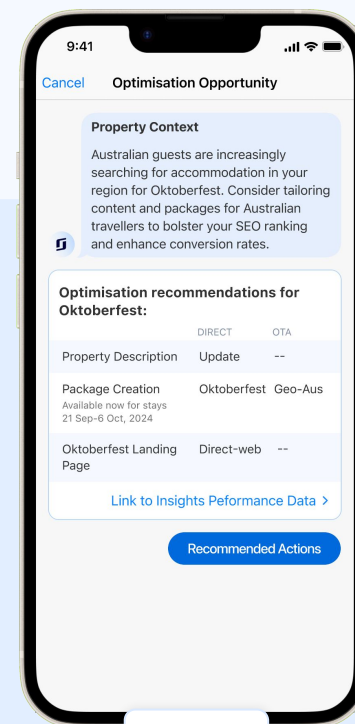 9:41
Cancel Optimisation Opportunity
Property Context
Australian guests are increasingly
searching for accommodation in your
region for Oktoberfest. Consider tailoring
content and packages for Australian
travellers to bolster your SEO ranking
and enhance conversion rates.
Optimisation recommendations for
Oktoberfest:
DIRECT OTA
Property Description Update --
Package Creation Oktoberfest Geo-Aus
Available now for stays
21 Sep-6 Oct, 2024
Oktoberfest Landing Direct-web --
Page
Link to Insights Peformance Data >
Recommended Actions